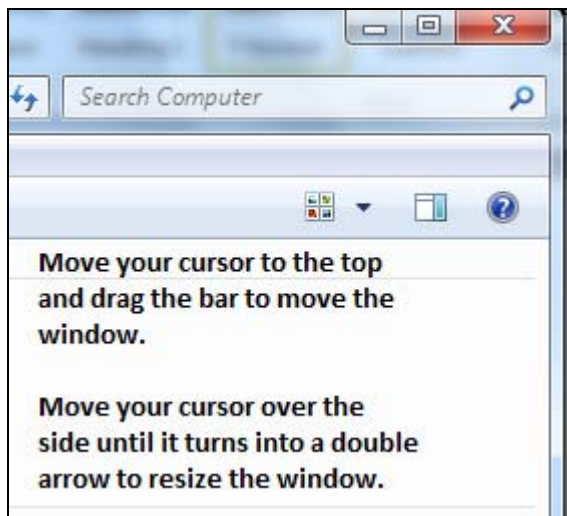 Search Computer
Move your cursor to the top
and drag the bar to move the
window.
Move your cursor over the
side until it turns into a double
arrow to resize the window.